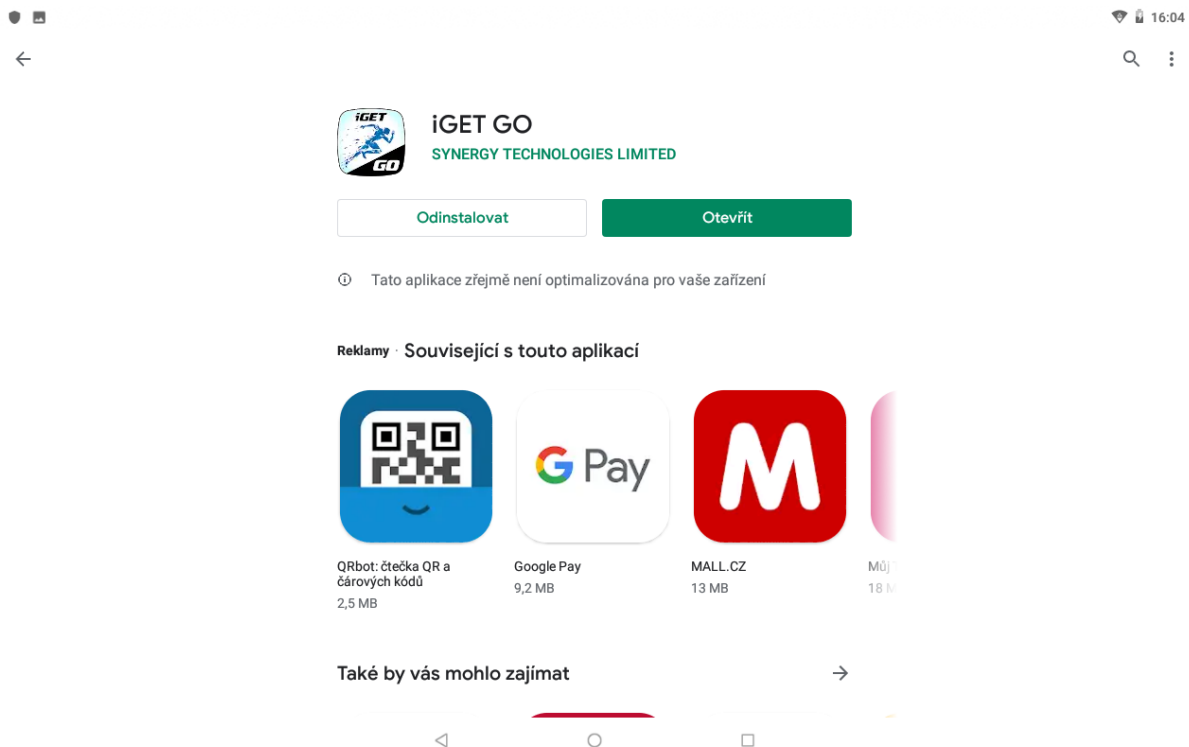 16:04
iGET
GO
iGET GO
SYNERGY TECHNOLOGIES LIMITED
Odinstalovat
Otevřít
Tato aplikace zřejmě není optimalizována pro vaše zařízení
Reklamy · Související s touto aplikací
G Pay
M
QRbot: čtečka QR a
čárových kódů
2,5 MB
Google Pay
9,2 MB
MALL.CZ
13 MB
Můj
18 M
Také by vás mohlo zajímat